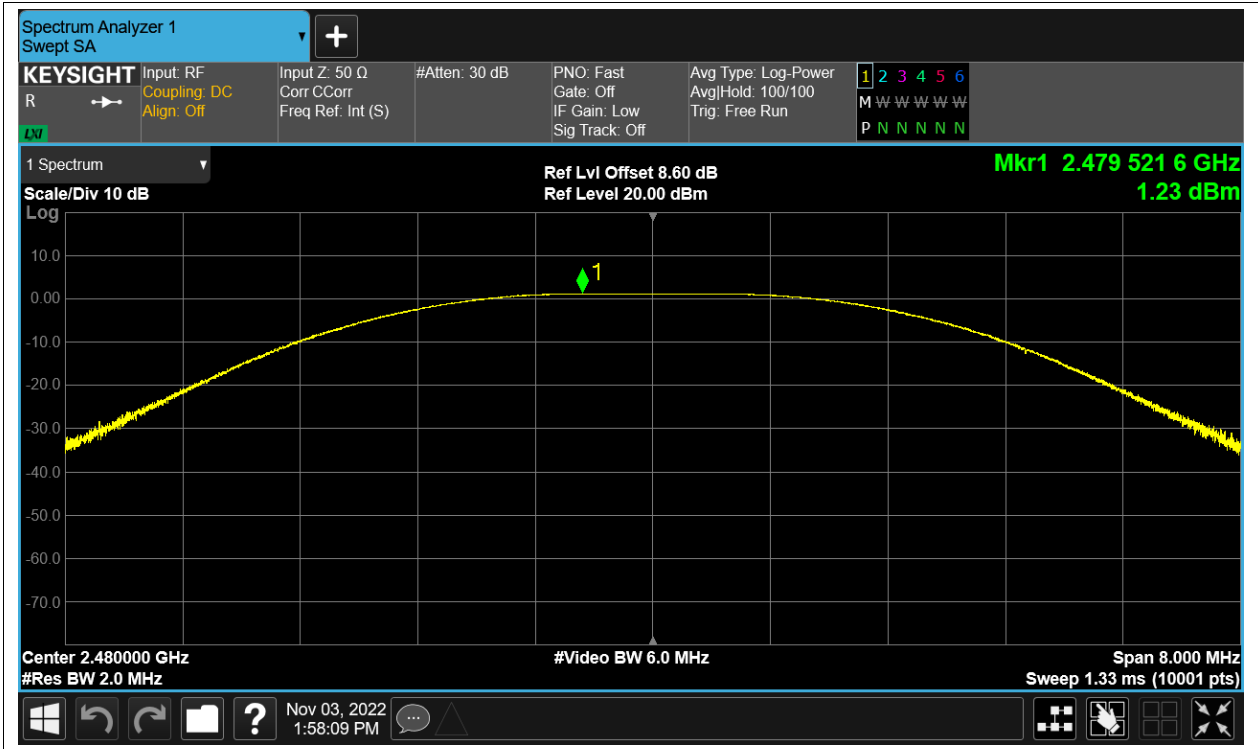 Spectrum Analyzer 1
Swept SA
KEYSIGHT
R
LXI
Input: RF
Coupling: DC
Align: Off
Input Z: 50 Ω
Corr CCorr
Freq Ref: Int (S)
#Atten: 30 dB
PNO: Fast
Gate: Off
IF Gain: Low
Sig Track: Off
Avg Type: Log-Power
Avg|Hold: 100/100
Trig: Free Run
1 2 3 4 5 6
M W W W W W W
P N N N N N N
1 Spectrum
Scale/Div 10 dB
Log
Ref Lvl Offset 8.60 dB
Ref Level 20.00 dBm
Mkr1 2.479 521 6 GHz
1.23 dBm
1
10.0
0.00
-10.0
-20.0
-30.0
-40.0
-50.0
-60.0
-70.0
Center 2.480000 GHz
#Res BW 2.0 MHz
#Video BW 6.0 MHz
Span 8.000 MHz
Sweep 1.33 ms (10001 pts)
?
Nov 03, 2022
1:58:09 PM